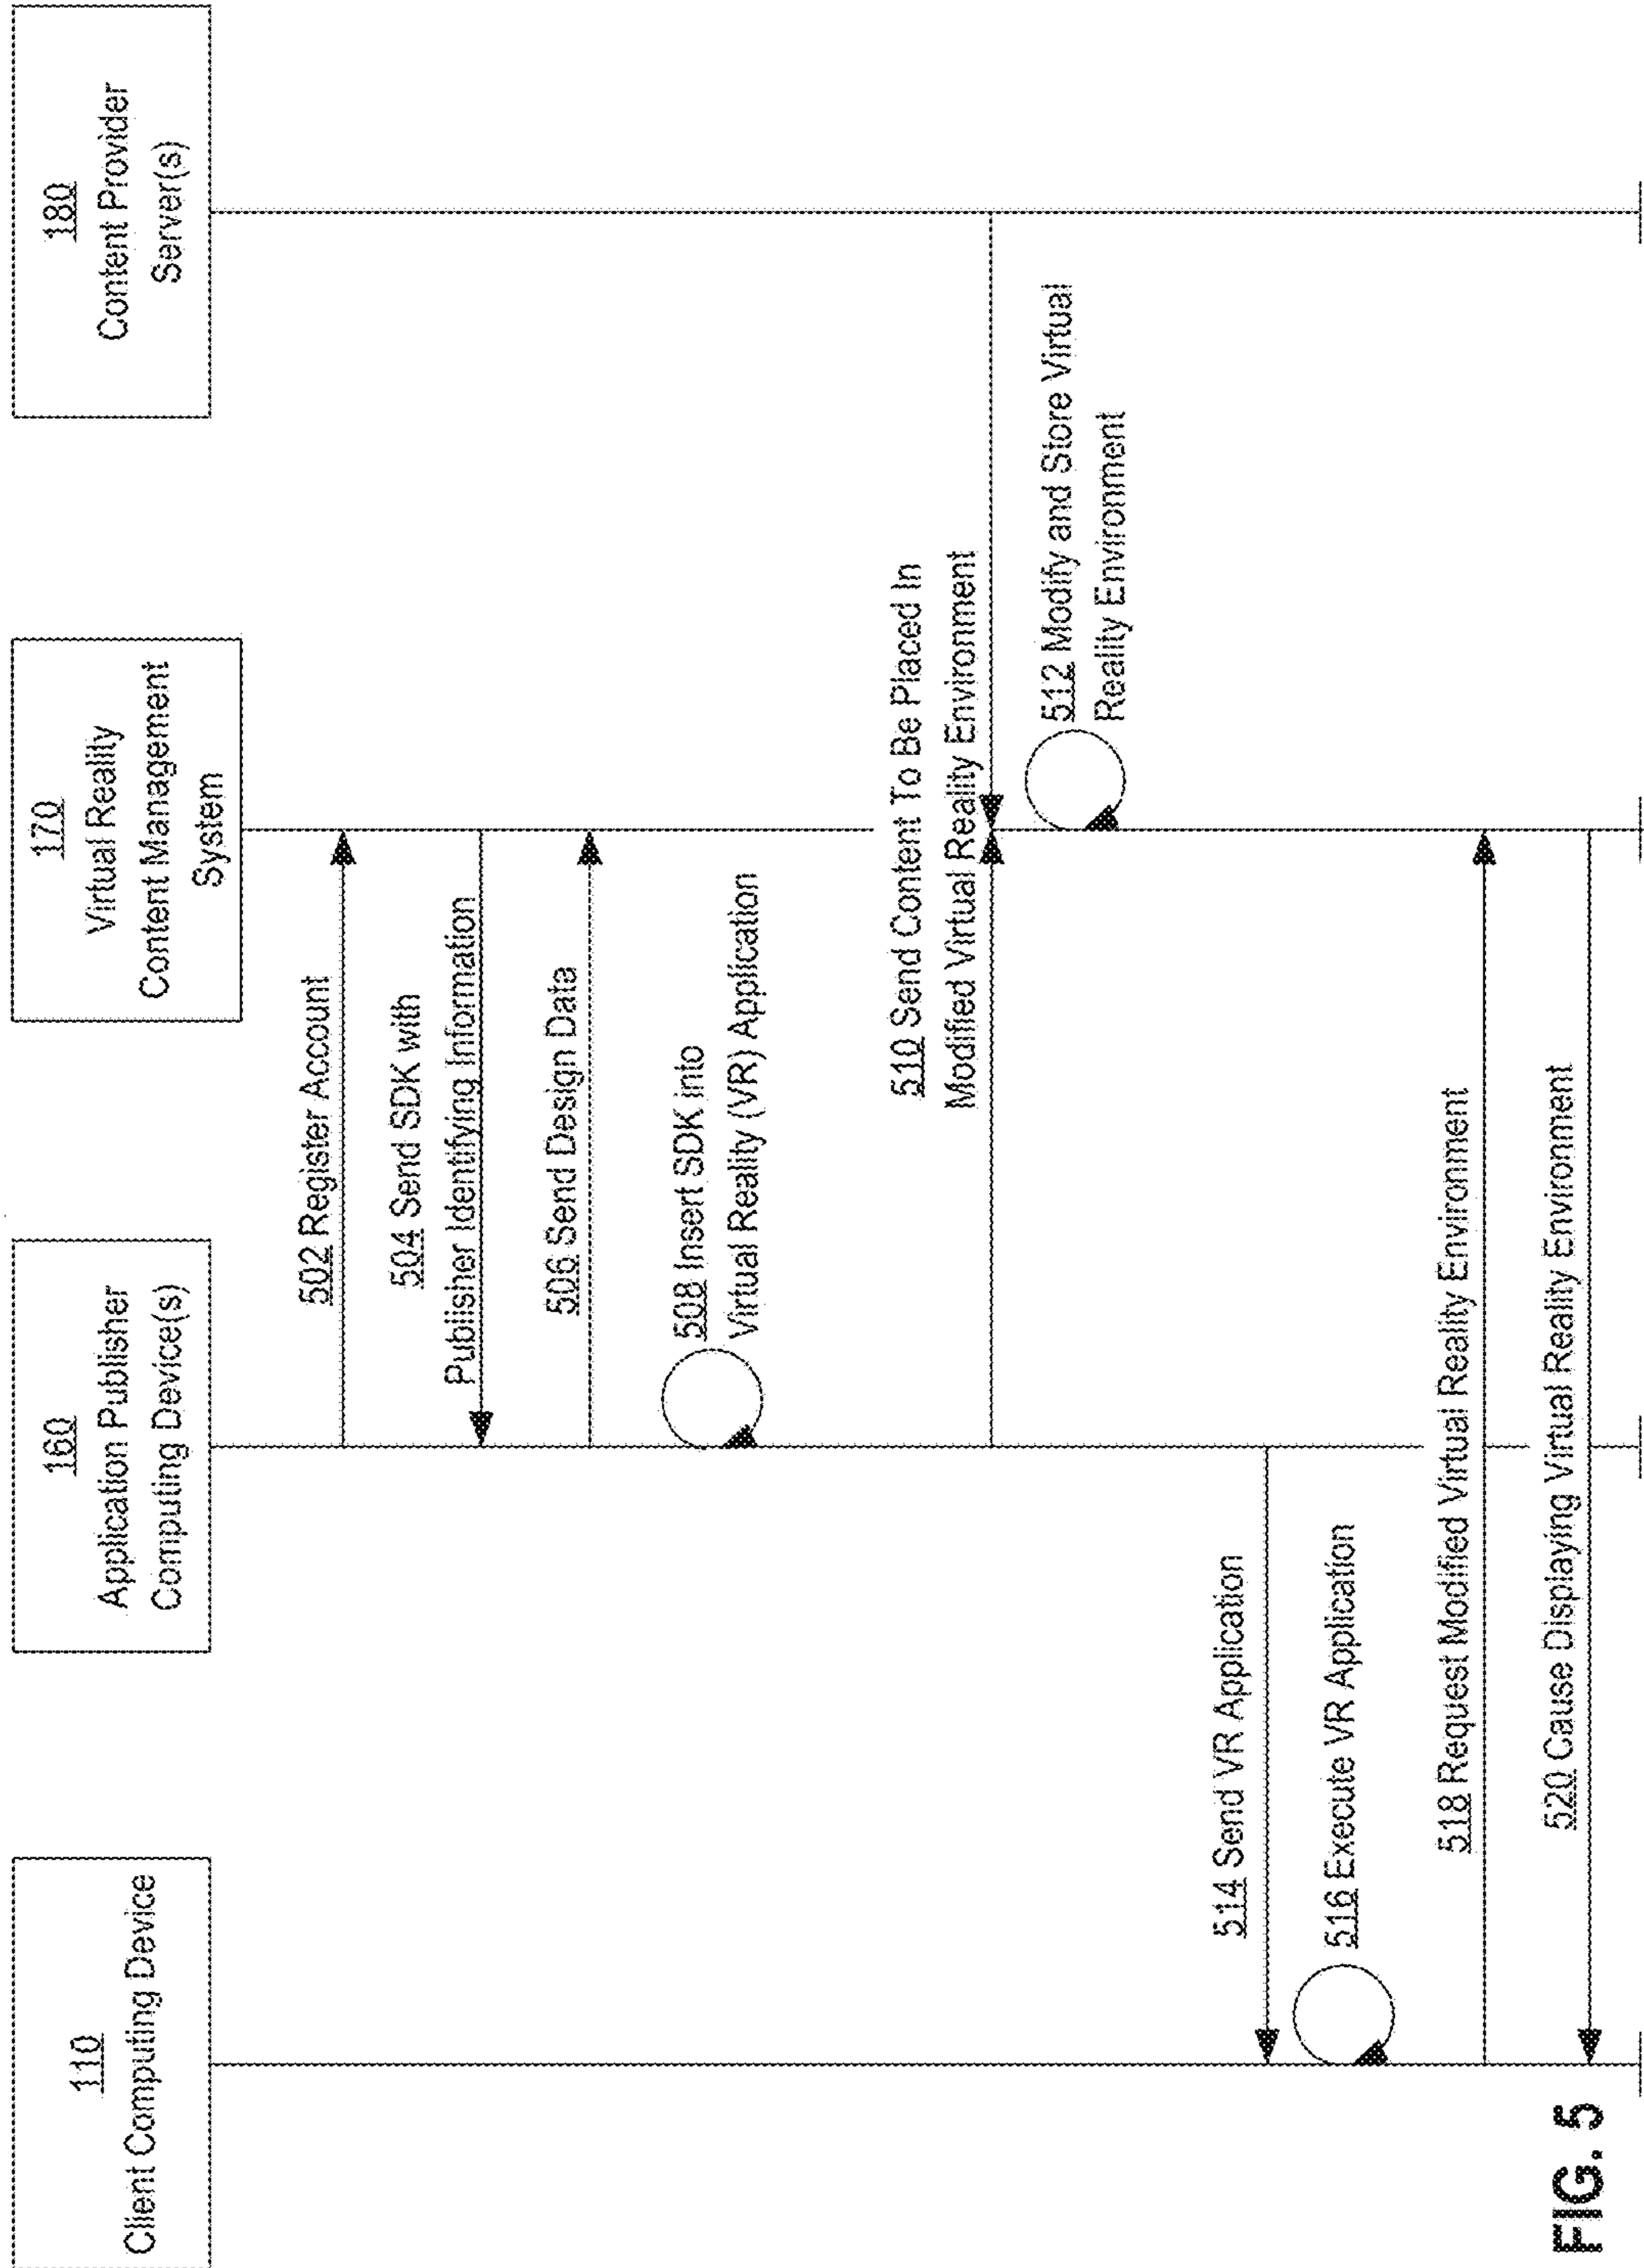 110
Client Computing Device
160
Application Publisher
Computing Device(s)
170
Virtual Reality
Content Management
System
180
Content Provider
Server(s)
502 Register Account
504 Send SDK with
Publisher Identifying Information
506 Send Design Data
508 Insert SDK into
Virtual Reality (VR) Application
510 Send Content To Be Placed In
Modified Virtual Reality Environment
512 Modify and Store Virtual
Reality Environment
514 Send VR Application
516 Execute VR Application
518 Request Modified Virtual Reality Environment
520 Cause Displaying Virtual Reality Environment
FIG. 5